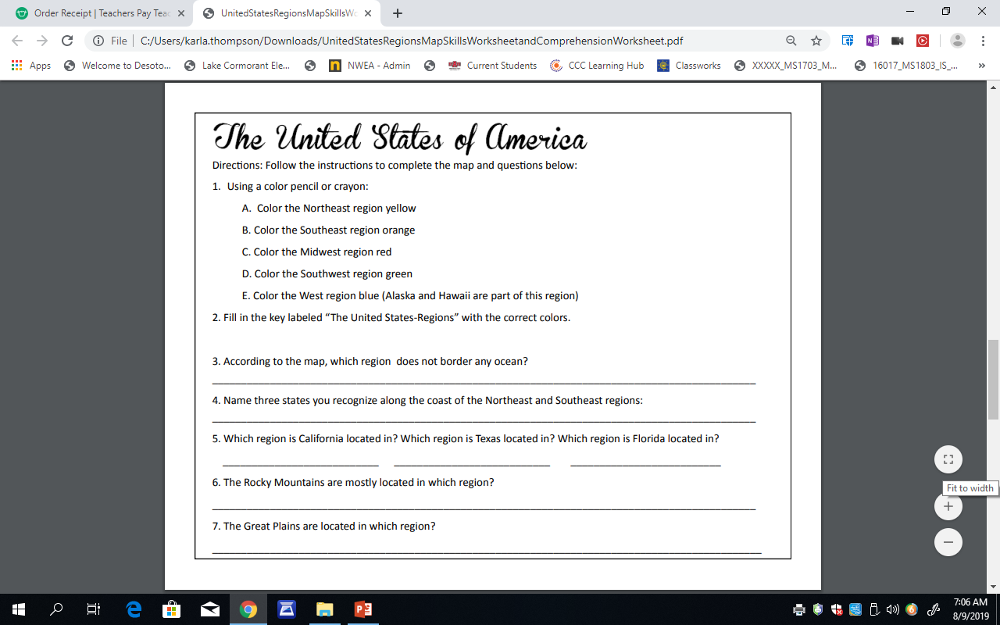 Order Receipt | Teachers Pay Teac
UnitedStatesRegionsMapSkillsWo
File | C:/Users/karla.thompson/Downloads/UnitedStatesRegionsMapSkillsWorksheetandComprehensionWorksheet.pdf
Apps Welcome to Desoto... Lake Cormorant Ele... NWEA - Admin Current Students CCC Learning Hub Classworks XXXXX_MS1703_M... 16017_MS1803_IS_... »
The United States of America
Directions: Follow the instructions to complete the map and questions below:
1. Using a color pencil or crayon:
A. Color the Northeast region yellow
B. Color the Southeast region orange
C. Color the Midwest region red
D. Color the Southwest region green
E. Color the West region blue (Alaska and Hawaii are part of this region)
2. Fill in the key labeled “The United States-Regions” with the correct colors.
3. According to the map, which region does not border any ocean?
4. Name three states you recognize along the coast of the Northeast and Southeast regions:
5. Which region is California located in? Which region is Texas located in? Which region is Florida located in?
6. The Rocky Mountains are mostly located in which region?
7. The Great Plains are located in which region?
Fit to width
7:06 AM
8/9/2019